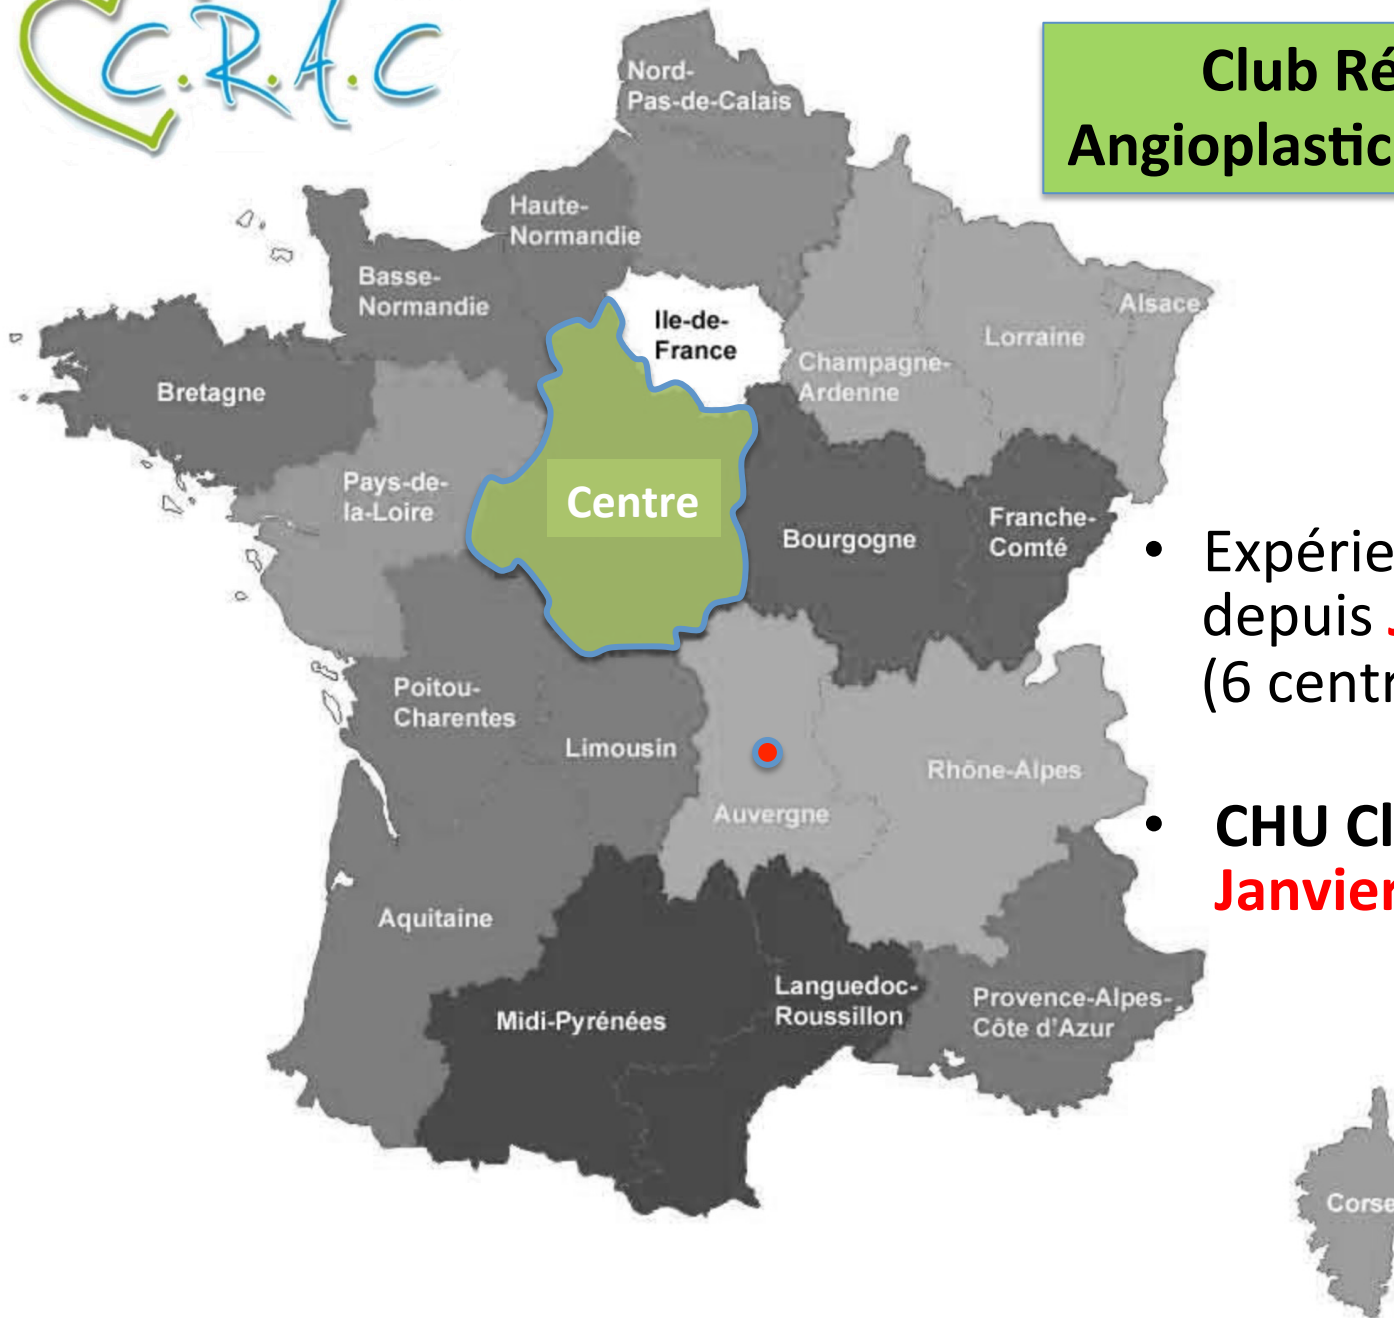 C.R.A.C
Club Ré
Angioplastic
Nord-
Pas-de-Calais
Haute-
Normandie
Basse-
Normandie
Ile-de-
France
Alsace
Lorraine
Champagne-
Ardenne
Bretagne
Pays-de-
la-Loire
Centre
Bourgogne
Franche-
Comté
Poitou-
Charentes
Limousin
Auvergne
Rhône-Alpes
Aquitaine
Midi-Pyrénées
Languedoc-
Roussillon
Provence-Alpes-
Côte d'Azur
Corse
• Expérie
depuis
(6 centr
• CHU Cl
Janvier